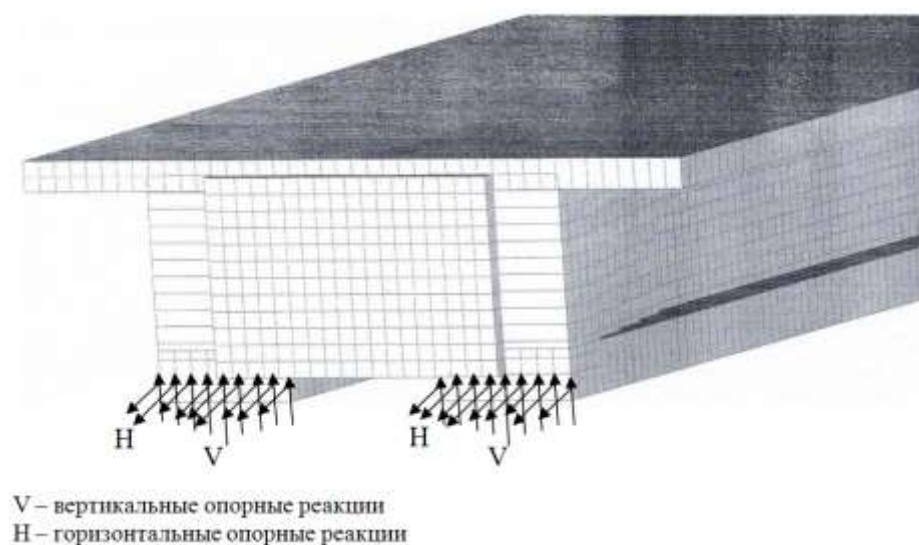 H
V
H
V
V – вертикальные опорные реакции
H – горизонтальные опорные реакции